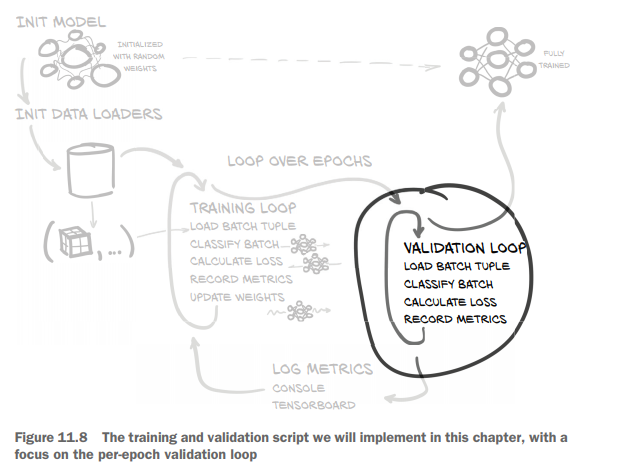 INIT MODEL
INITIALIZED
WITH RANDOM
WEIGHTS
FULLY
TRAINED
INIT DATA LOADERS
LOOP OVER EPOCHS
TRAINING LOOP
LOAD BATCH TUPLE
CLASSIFY BATCH
CALCULATE LOSS
RECORD METRICS
UPDATE WEIGHTS
VALIDATION LOOP
LOAD BATCH TUPLE
CLASSIFY BATCH
CALCULATE LOSS
RECORD METRICS
( , ...)
LOG METRICS
CONSOLE
TENSORBOARD
Figure 11.8 The training and validation script we will implement in this chapter, with a
focus on the per-epoch validation loop